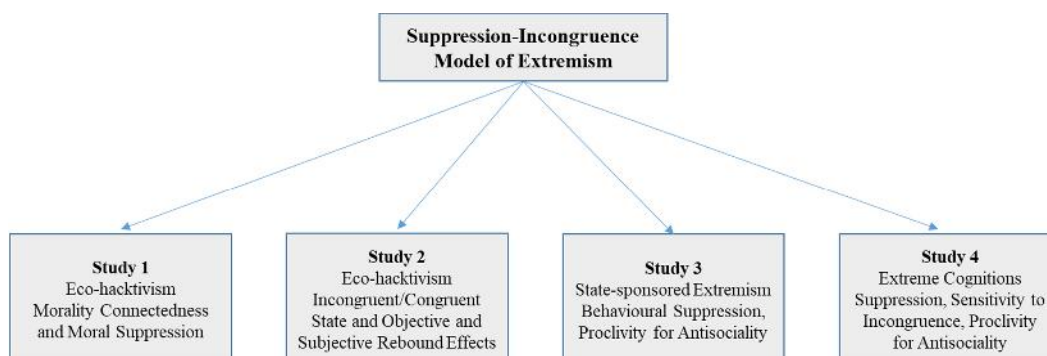 Suppression-Incongruence
Model of Extremism
Study 1
Eco-hacktivism
Morality Connectedness
and Moral Suppression
Study 2
Eco-hacktivism
Incongruent/Congruent
State and Objective and
Subjective Rebound Effects
Study 3
State-sponsored Extremism
Behavioural Suppression,
Proclivity for Antisociality
Study 4
Extreme Cognitions
Suppression, Sensitivity to
Incongruence, Proclivity
for Antisociality